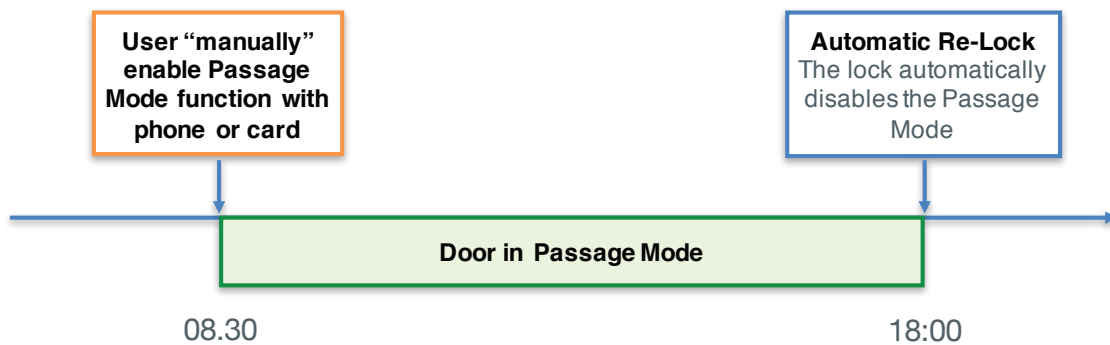 User “manually”
enable Passage
Mode function with
phone or card
Automatic Re-Lock
The lock automatically
disables the Passage
Mode
Door in Passage Mode
08.30
18:00